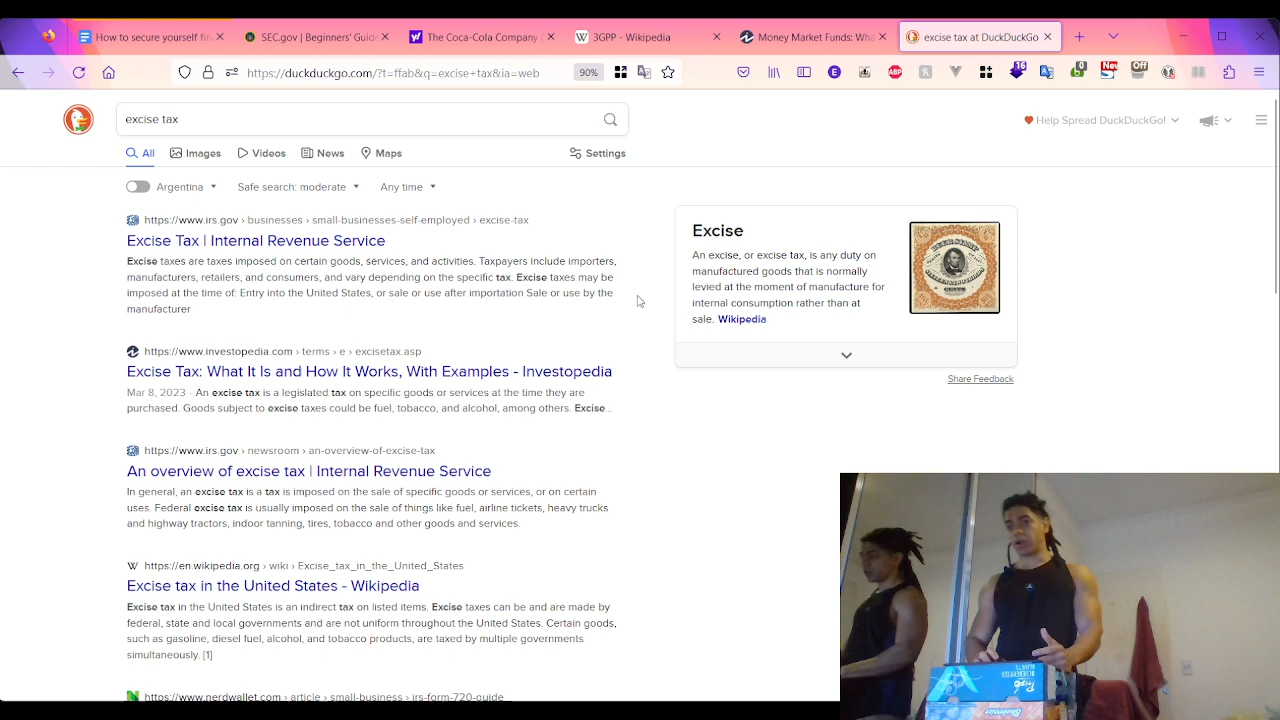 How to secure yourself fin
SEC.gov | Beginners' Guide
The Coca-Cola Company
3GPP - Wikipedia
Money Market Funds: Wha
excise tax at DuckDuckGo
https://duckduckgo.com/?t=ffab&q=excise+tax&ia=web
90%
ABP
16
0
New
Off
excise tax
Help Spread DuckDuckGo!
All
Images
Videos
News
Maps
Settings
Argentina
Safe search: moderate
Any time
https://www.irs.gov › businesses › small-businesses-self-employed › excise-tax
Excise Tax | Internal Revenue Service
Excise taxes are taxes imposed on certain goods, services, and activities. Taxpayers include importers,
manufacturers, retailers, and consumers, and vary depending on the specific tax. Excise taxes may be
imposed at the time of: Entry into the United States, or sale or use after importation Sale or use by the
manufacturer
Excise
An excise, or excise tax, is any duty on
manufactured goods that is normally
levied at the moment of manufacture for
internal consumption rather than at
sale. Wikipedia
Share Feedback
https://www.investopedia.com › terms › e › excisetax.asp
Excise Tax: What It Is and How It Works, With Examples - Investopedia
Mar 8, 2023 · An excise tax is a legislated tax on specific goods or services at the time they are
purchased. Goods subject to excise taxes could be fuel, tobacco, and alcohol, among others. Excise...
https://www.irs.gov › newsroom › an-overview-of-excise-tax
An overview of excise tax | Internal Revenue Service
In general, an excise tax is a tax is imposed on the sale of specific goods or services, or on certain
uses. Federal excise tax is usually imposed on the sale of things like fuel, airline tickets, heavy trucks
and highway tractors, indoor tanning, tires, tobacco and other goods and services.
W https://en.wikipedia.org › wiki › Excise_tax_in_the_United_States
Excise tax in the United States - Wikipedia
Excise tax in the United States is an indirect tax on listed items. Excise taxes can be and are made by
federal, state and local governments and are not uniform throughout the United States. Certain goods,
such as gasoline, diesel fuel, alcohol, and tobacco products, are taxed by multiple governments
simultaneously. [1]
https://www.nerdwallet.com › article › small-business › irs-form-720-guide